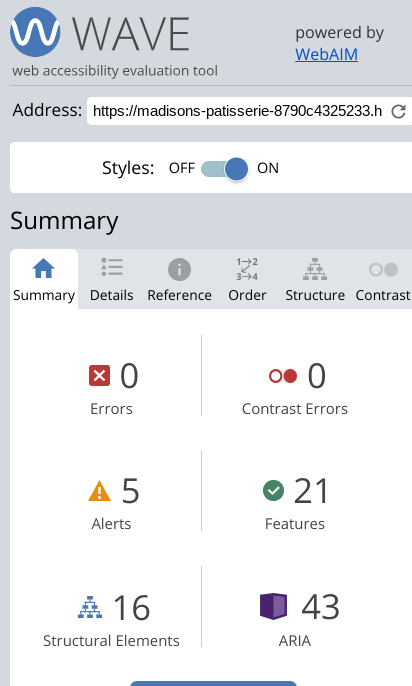 WAVE
powered by
WebAIM
web accessibility evaluation tool
Address: https://madisons-patisserie-8790c4325233.h
Styles: OFF ON
Summary
Summary Details Reference Order Structure Contrast
0 0
Errors Contrast Errors
5 21
Alerts Features
16 43
Structural Elements ARIA